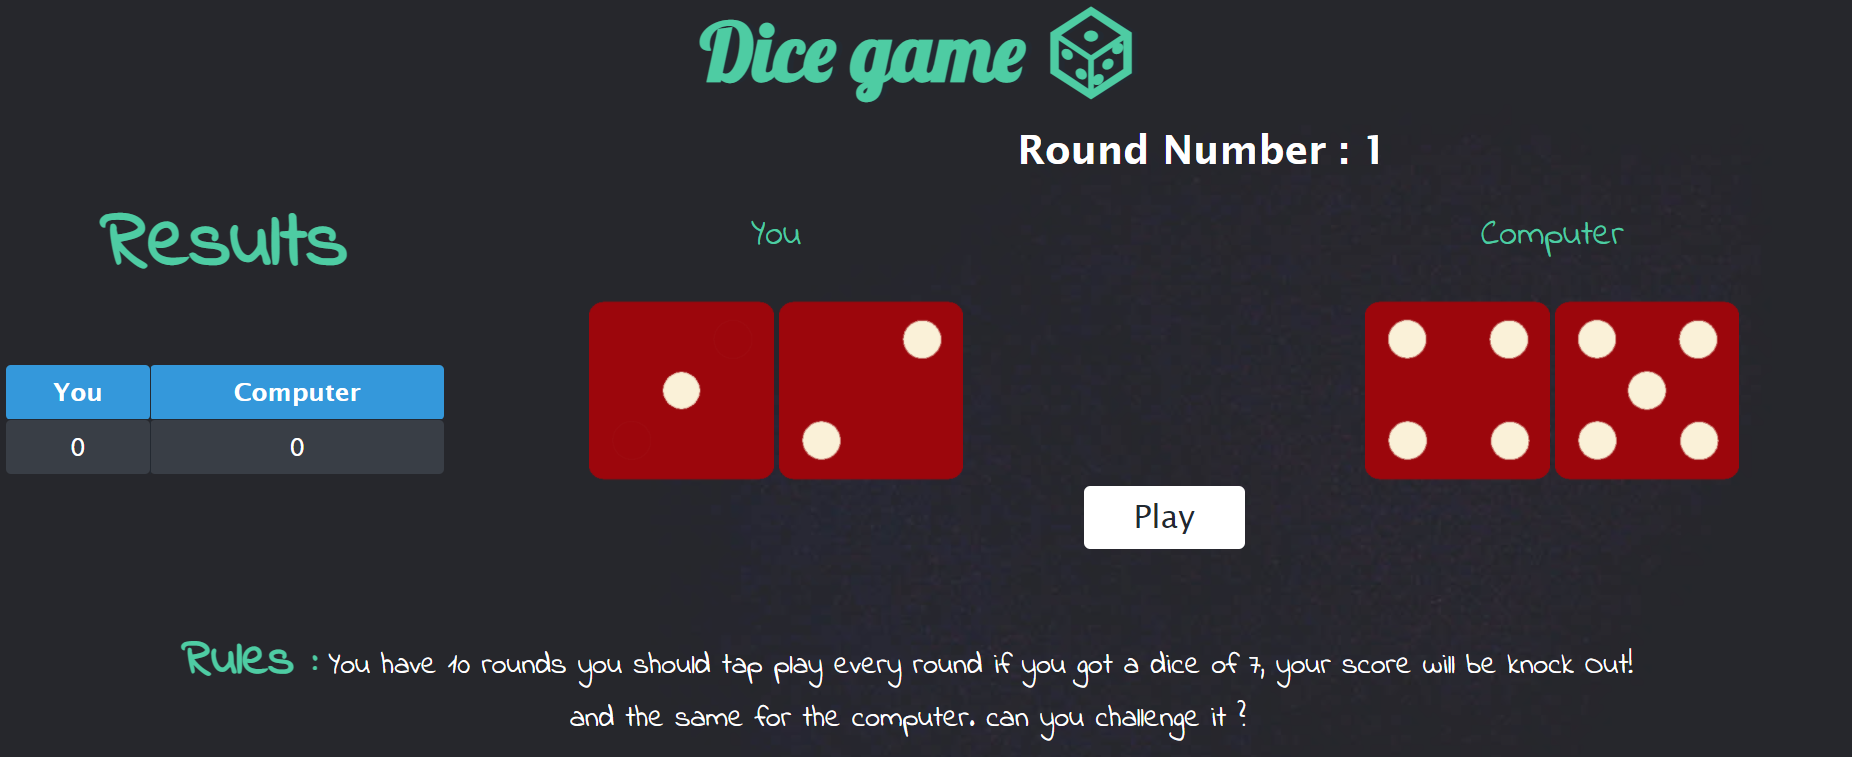 Dice game
Round Number : 1
Results
You
Computer
You Computer
0 0
Play
Rules : You have 10 rounds you should tap play every round if you got a dice of 7, your score will be knock Out!
and the same for the computer. can you challenge it ?